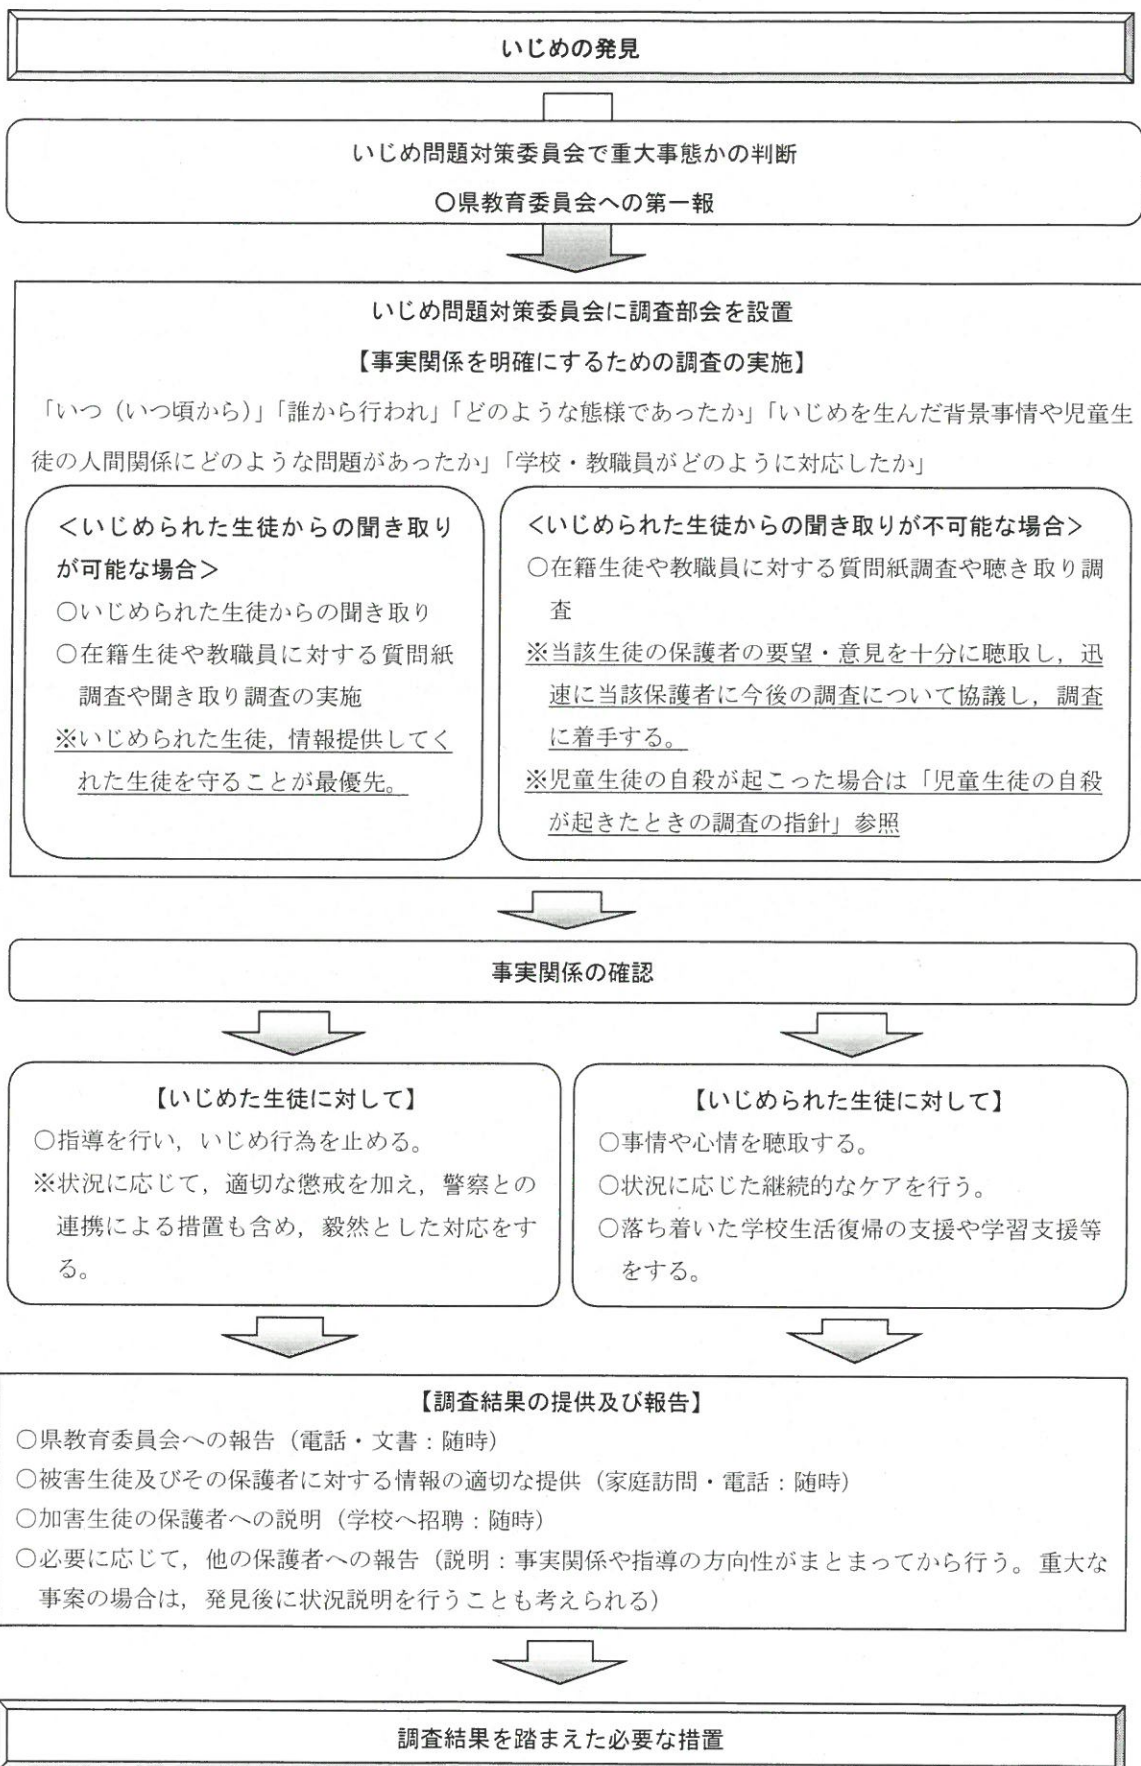 いじめの発見
いじめ問題対策委員会で重大事態かの判断
○県教育委員会への第一報
いじめ問題対策委員会に調査部会を設置
【事実関係を明確にするための調査の実施】
「いつ（いつ頃から）」「誰から行われ」「どのような態様であったか」「いじめを生んだ背景事情や児童生
徒の人間関係にどのような問題があったか」「学校・教職員がどのように対応したか」
＜いじめられた生徒からの聞き取り
が可能な場合＞
○いじめられた生徒からの聞き取り
○在籍生徒や教職員に対する質問紙
調査や聞き取り調査の実施
※いじめられた生徒，情報提供してく
れた生徒を守ることが最優先。
＜いじめられた生徒からの聞き取りが不可能な場合＞
○在籍生徒や教職員に対する質問紙調査や聴き取り調
査
※当該生徒の保護者の要望・意見を十分に聴取し，迅
速に当該保護者に今後の調査について協議し，調査
に着手する。
※児童生徒の自殺が起こった場合は「児童生徒の自殺
が起きたときの調査の指針」参照
事実関係の確認
【いじめた生徒に対して】
○指導を行い，いじめ行為を止める。
※状況に応じて，適切な懲戒を加え，警察との
連携による措置も含め，毅然とした対応をす
る。
【いじめられた生徒に対して】
○事情や心情を聴取する。
○状況に応じた継続的なケアを行う。
○落ち着いた学校生活復帰の支援や学習支援等
をする。
【調査結果の提供及び報告】
○県教育委員会への報告（電話・文書：随時）
○被害生徒及びその保護者に対する情報の適切な提供（家庭訪問・電話：随時）
○加害生徒の保護者への説明（学校へ招聘：随時）
○必要に応じて，他の保護者への報告（説明：事実関係や指導の方向性がまとまってから行う。重大な
事案の場合は，発見後に状況説明を行うことも考えられる）
調査結果を踏まえた必要な措置